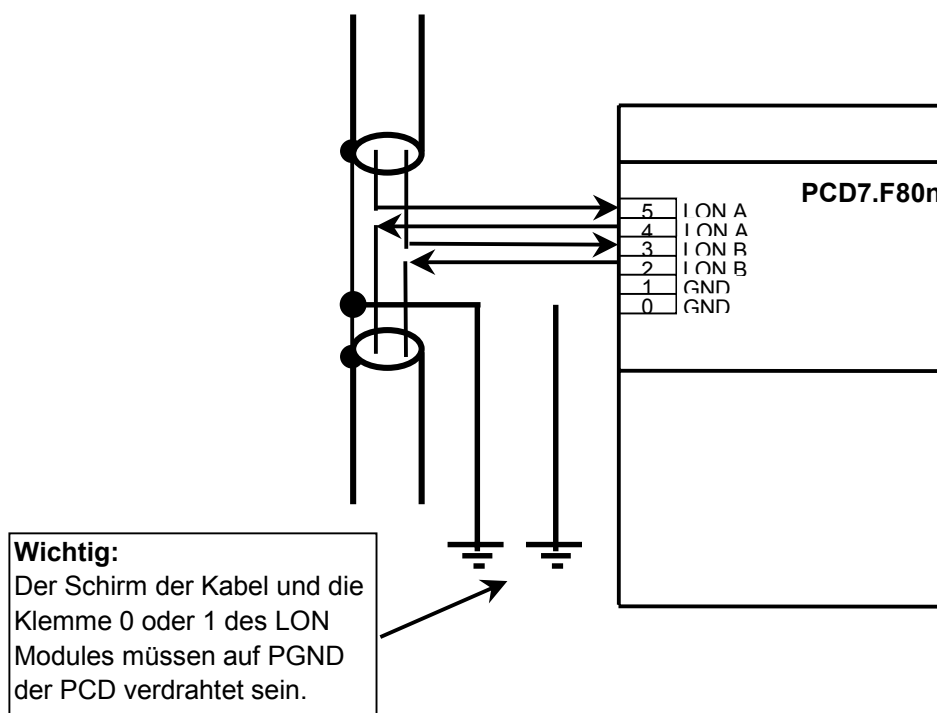 PCD7.F80n
5 LON A
4 LON A
3 LON B
2 LON B
1 GND
0 GND
Wichtig:
Der Schirm der Kabel und die
Klemme 0 oder 1 des LON
Modules müssen auf PGND
der PCD verdrahtet sein.